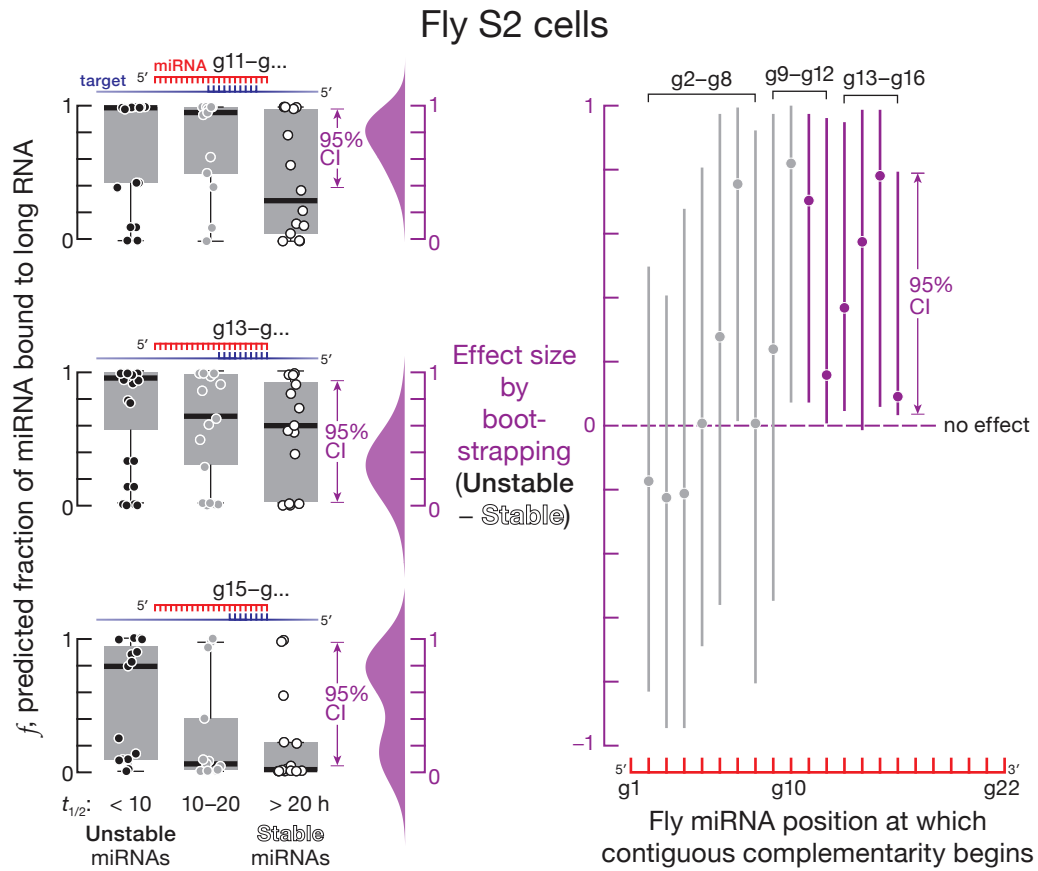 Fly S2 cells
f, predicted fraction of miRNA bound to long RNA
miRNA g11–g...
target 5′ 5′
1
0
95%
CI
1
0
g13–g...
5′
1
0
95%
CI
1
0
g15–g...
5′ 5′
1
0
95%
CI
1
0
t1/2: < 10 10–20 > 20 h
Unstable Stable
miRNAs miRNAs
Effect size
by
boot-
strapping
(Unstable
– Stable)
g2–g8 g9–g12 g13–g16
1
0
–1
95%
CI
no effect
5′ 3′
g1 g10 g22
Fly miRNA position at which
contiguous complementarity begins